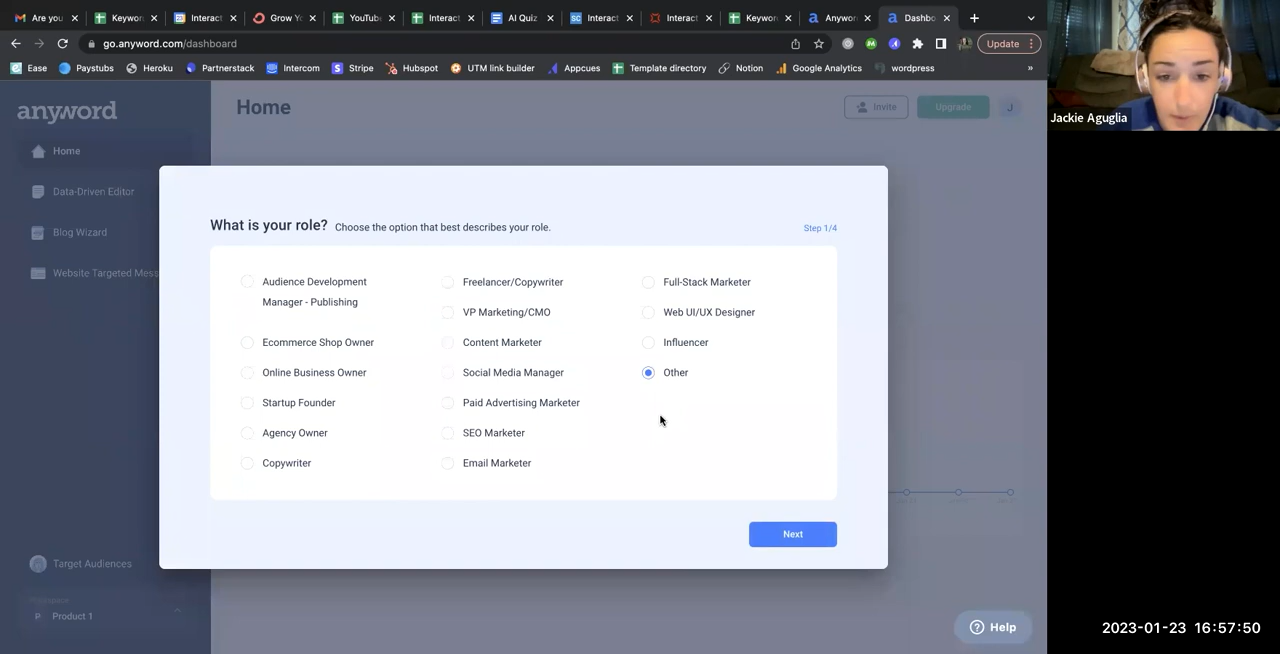 Are you
Keywor
Interact
Grow Yo
YouTube
Interact
AI Quiz
Interact
Interact
Keywor
Anywor
Dashbo
go.anyword.com/dashboard
Update
Ease
Paystubs
Heroku
Partnerstack
Intercom
Stripe
Hubspot
UTM link builder
Appcues
Template directory
Notion
Google Analytics
wordpress
»
Jackie Aguglia
anyword
Home
Invite
Upgrade
J
Home
Data-Driven Editor
Blog Wizard
Website Targeted Mess
What is your role? Choose the option that best describes your role.
Step 1/4
Audience Development
Manager - Publishing
Ecommerce Shop Owner
Online Business Owner
Startup Founder
Agency Owner
Copywriter
Freelancer/Copywriter
VP Marketing/CMO
Content Marketer
Social Media Manager
Paid Advertising Marketer
SEO Marketer
Email Marketer
Full-Stack Marketer
Web UI/UX Designer
Influencer
Other
Next
Target Audiences
P Product 1
Help
2023-01-23 16:57:50